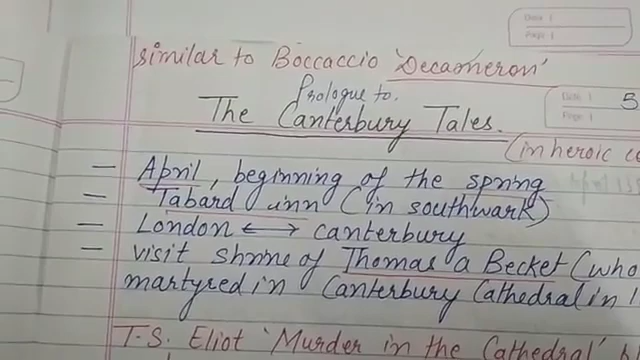 Date
Page
similar to Boccaccio 'Decameron'
Prologue to.
Date
Page
5
The Canterbury Tales.
(in heroic
— April, beginning of the spring
— Tabard inn (in southwark)
— London ⟷ canterbury
— visit shrine of Thomas a Becket (who
martyred in Canterbury Cathedral in 1
T.S. Eliot 'Murder in the Cathedral'